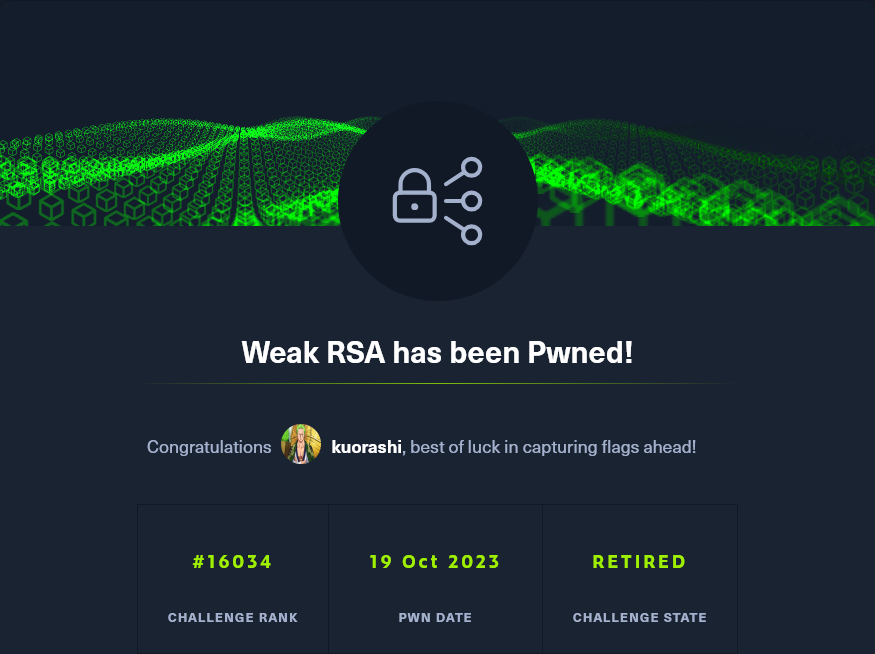 Weak RSA has been Pwned!
Congratulations kuorashi, best of luck in capturing flags ahead!
#16034 19 Oct 2023 RETIRED
CHALLENGE RANK PWN DATE CHALLENGE STATE